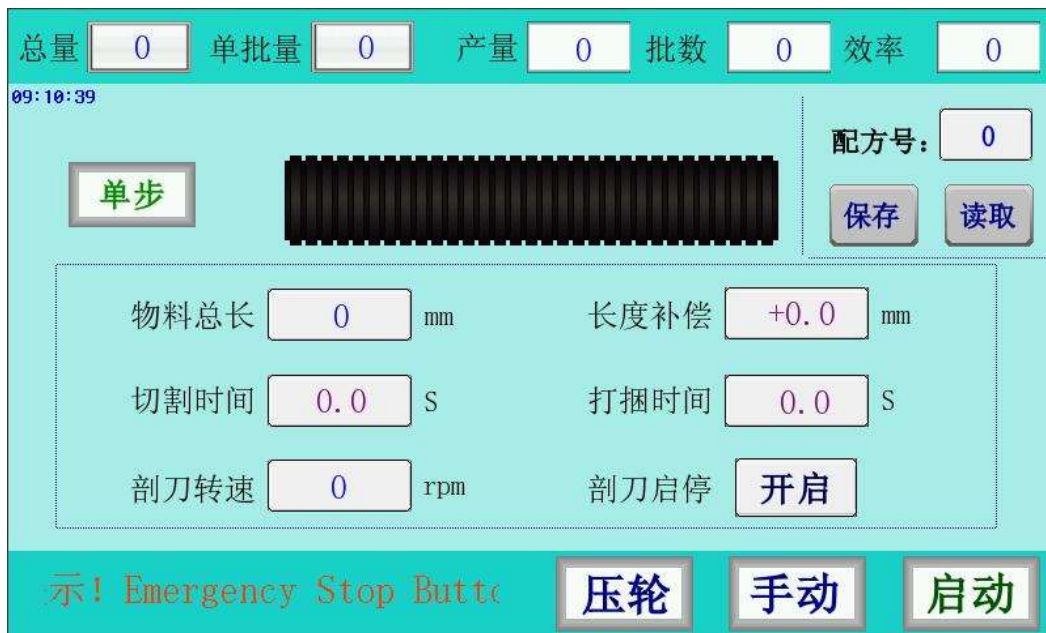 总量 0 单批量 0 产量 0 批数 0 效率 0
09:10:39
配方号: 0
单步
保存 读取
物料总长 0 mm 长度补偿 +0.0 mm
切割时间 0.0 S 打捆时间 0.0 S
剖刀转速 0 rpm 剖刀启停 开启
示! Emergency Stop Butto 压轮 手动 启动